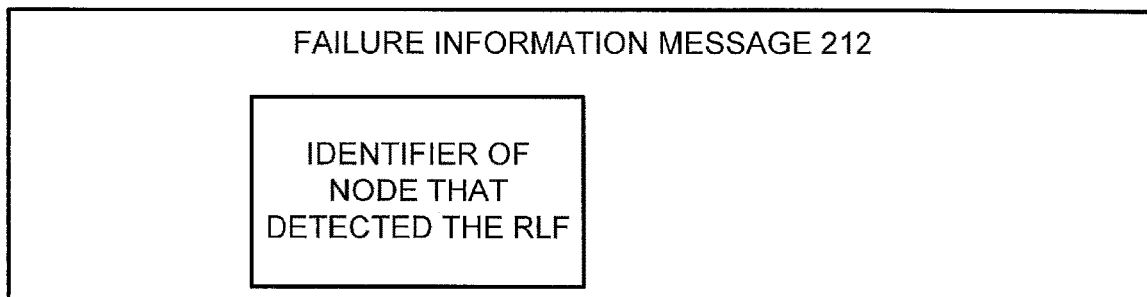 FAILURE INFORMATION MESSAGE 212
IDENTIFIER OF
NODE THAT
DETECTED THE RLF